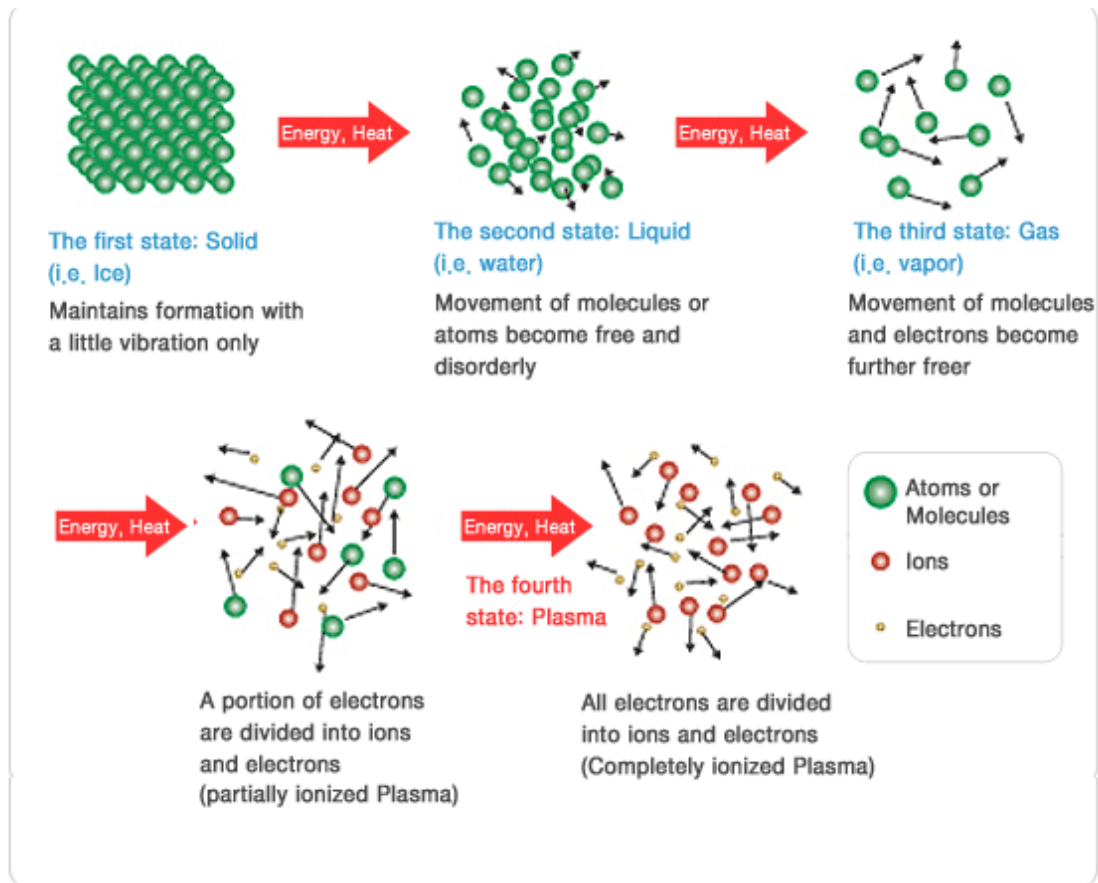 Energy, Heat
Energy, Heat
The first state: Solid
(i.e. Ice)
Maintains formation with
a little vibration only
The second state: Liquid
(i.e. water)
Movement of molecules or
atoms become free and
disorderly
The third state: Gas
(i.e. vapor)
Movement of molecules
and electrons become
further freer
Energy, Heat
Energy, Heat
The fourth
state: Plasma
Atoms or
Molecules
Ions
Electrons
A portion of electrons
are divided into ions
and electrons
(partially ionized Plasma)
All electrons are divided
into ions and electrons
(Completely ionized Plasma)